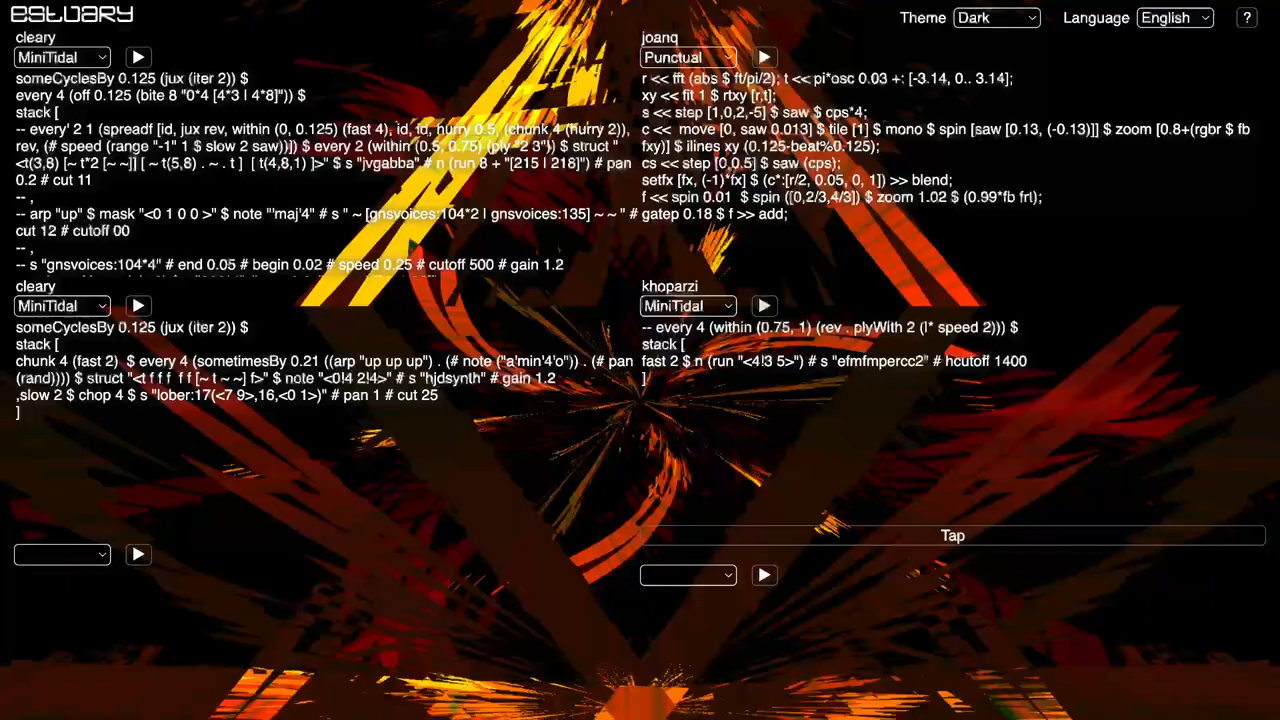 ESTUARY
Theme Dark Language English ?
cleary
MiniTidal
someCyclesBy 0.125 (jux (iter 2)) $
every 4 (off 0.125 (bite 8 "0*4 [4*3 | 4*8]")) $
stack [
-- every' 2 1 (spreadf [id, jux rev, within (0, 0.125) (fast 4), id, id, hurry 0.5, (chunk 4 (hurry 2)),
rev, (# speed (range "-1" 1 $ slow 2 saw))]) $ every 2 (within (0.5, 0.75) (ply "2 3")) $ struct "
<t(3,8) [~ t*2 [~ ~]] [ ~ t(5,8) . ~ . t ] [ t(4,8,1) ]>" $ s "jvgabba" # n (run 8 + "[215 | 218]") # pan
0.2 # cut 11
-- ,
-- arp "up" $ mask "<0 1 0 0 >" $ note "'maj'4" # s " ~ [gnsvoices:104*2 | gnsvoices:135] ~ ~ " #
cut 12 # cutoff 00
-- ,
-- s "gnsvoices:104*4" # end 0.05 # begin 0.02 # speed 0.25 # cutoff 500 # gain 1.2
joanq
Punctual
r << fft (abs $ ft/pi/2); t << pi*osc 0.03 +: [-3.14, 0.. 3.14];
xy << fit 1 $ rtxy [r,t];
s << step [1,0,2,-5] $ saw $ cps*4;
c << move [0, saw 0.013] $ tile [1] $ mono $ spin [saw [0.13, (-0.13)]] $ zoom [0.8+(rgbr $ fb
fxy)] $ ilines xy (0.125-beat%0.125);
cs << step [0,0.5] $ saw (cps);
setfx [fx, (-1)*fx] $ (c*:[r/2, 0.05, 0, 1]) >> blend;
f << spin 0.01 $ spin ([0,2/3,4/3]) $ zoom 1.02 $ (0.99*fb frt);
gatep 0.18 $ f >> add;
cleary
MiniTidal
someCyclesBy 0.125 (jux (iter 2)) $
stack [
chunk 4 (fast 2) $ every 4 (sometimesBy 0.21 ((arp "up up up") . (# note ("a'min'4'o")) . (# pan
(rand)))) $ struct "<t f f f f f [~ t ~ ~] f>" $ note "<0!4 2!4>" # s "hjdsynth" # gain 1.2
,slow 2 $ chop 4 $ s "lober:17(<7 9>,16,<0 1>)" # pan 1 # cut 25
]
khoparzi
MiniTidal
-- every 4 (within (0.75, 1) (rev . plyWith 2 (|* speed 2))) $
stack [
fast 2 $ n (run "<4!3 5>") # s "efmfmpercc2" # hcutoff 1400
]
Tap